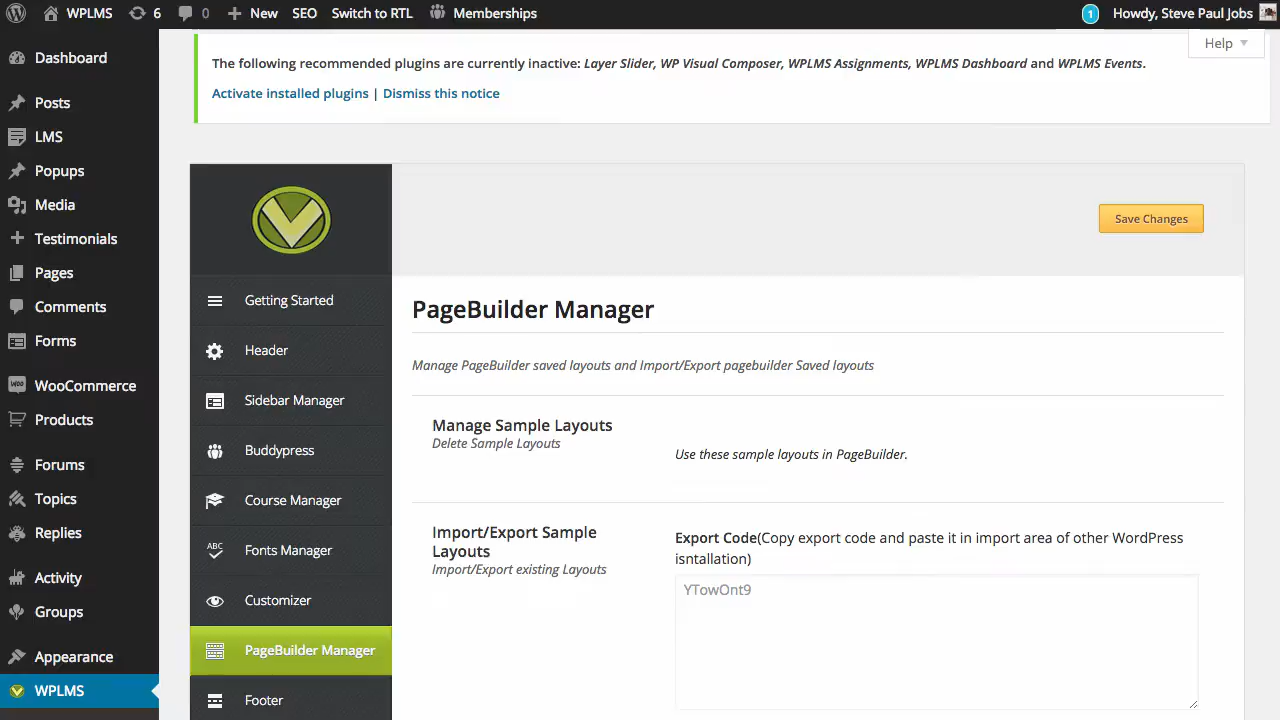 WPLMS 6 0 New SEO Switch to RTL Memberships 1 Howdy, Steve Paul Jobs
Help
The following recommended plugins are currently inactive: Layer Slider, WP Visual Composer, WPLMS Assignments, WPLMS Dashboard and WPLMS Events.
Activate installed plugins | Dismiss this notice
Dashboard
Posts
LMS
Popups
Media
Testimonials
Pages
Comments
Forms
WOO WooCommerce
Products
Forums
Topics
Replies
Activity
Groups
Appearance
WPLMS
Getting Started
Header
Sidebar Manager
Buddypress
Course Manager
ABC Fonts Manager
Customizer
PageBuilder Manager
Footer
Save Changes
PageBuilder Manager
Manage PageBuilder saved layouts and Import/Export pagebuilder Saved layouts
Manage Sample Layouts
Delete Sample Layouts
Use these sample layouts in PageBuilder.
Import/Export Sample
Layouts
Import/Export existing Layouts
Export Code(Copy export code and paste it in import area of other WordPress
isntallation)
YTowOnt9